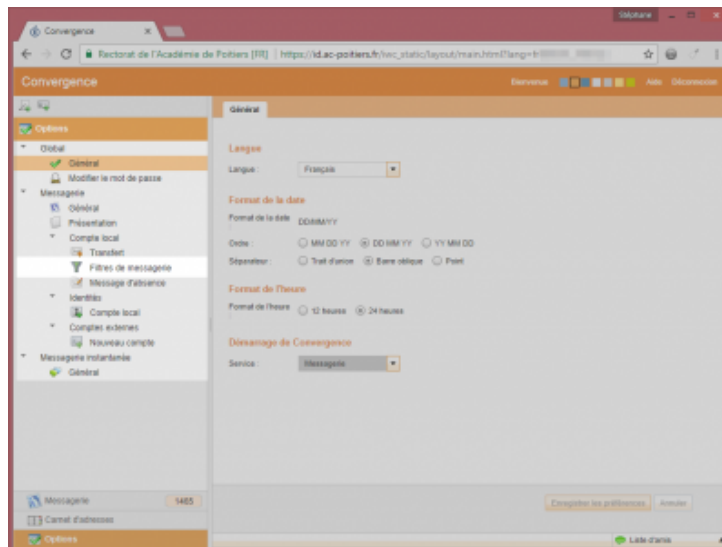 Stéphane
Convergence
Rectorat de l'Académie de Poitiers [FR] | https://id.ac-poitiers.fr/iwc_static/layout/main.html?lang=fr
Convergence
Bienvenue
Aide Déconnexion
Options
Général
Global
Général
Modifier le mot de passe
Messagerie
Général
Présentation
Compte local
Transfert
Filtres de messagerie
Message d'absence
Identités
Compte local
Comptes externes
Nouveau compte
Messagerie instantanée
Général
Langue
Langue : Français
Format de la date
Format de la date : DD/MM/YY
Ordre : MM DD YY DD MM YY YY MM DD
Séparateur : Trait d'union Barre oblique Point
Format de l'heure
Format de l'heure : 12 heures 24 heures
Démarrage de Convergence
Service : Messagerie
Messagerie 1465
Carnet d'adresses
Options
Enregistrer les préférences Annuler
Liste d'amis